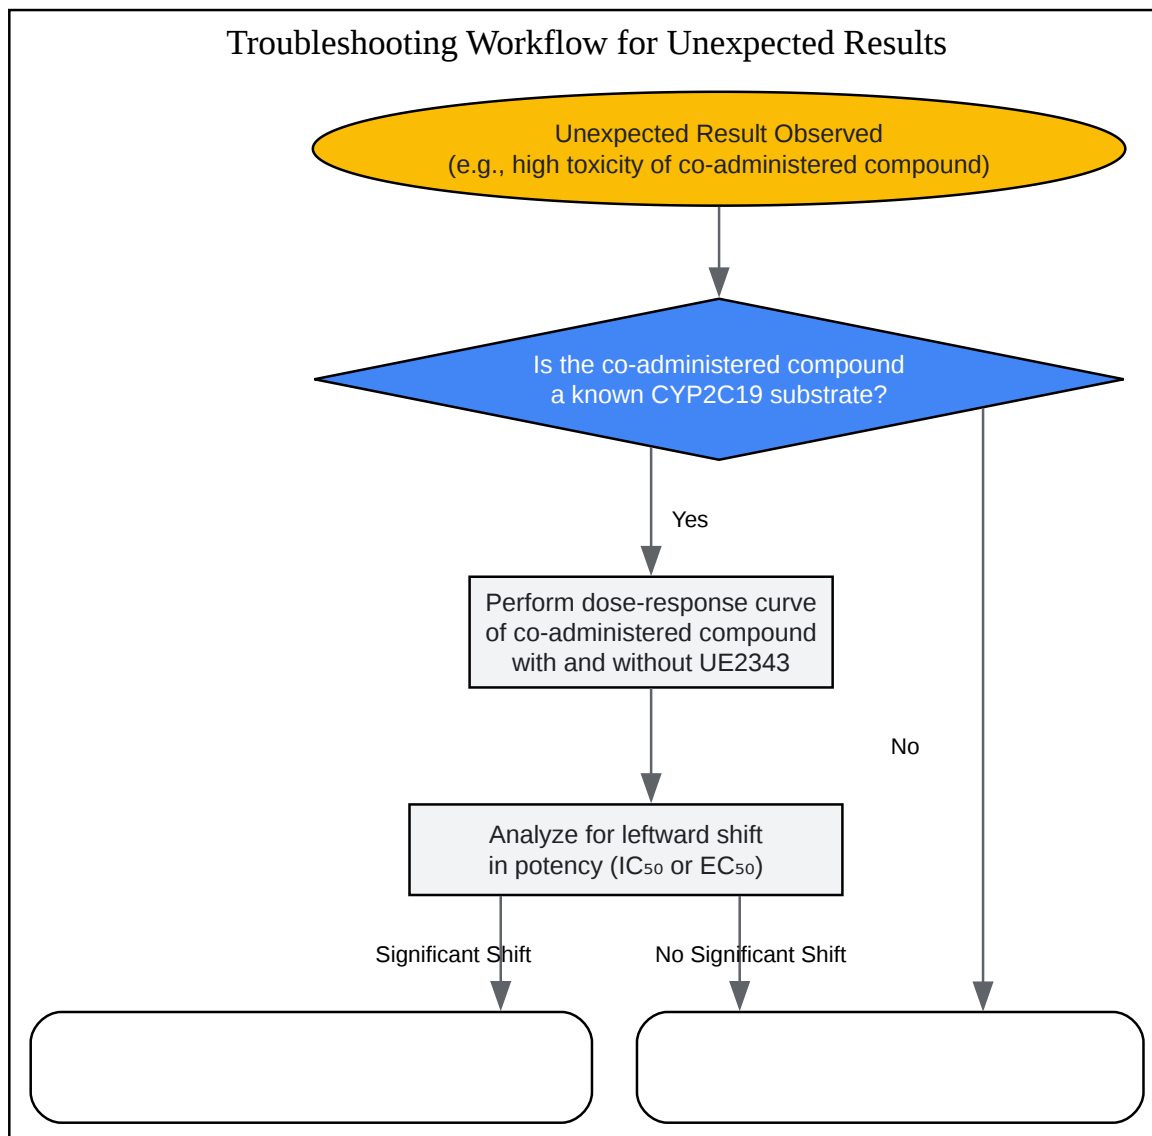 Troubleshooting Workflow for Unexpected Results
Unexpected Result Observed
(e.g., high toxicity of co-administered compound)
Is the co-administered compound
a known CYP2C19 substrate?
Yes
Perform dose-response curve
of co-administered compound
with and without UE2343
No
Analyze for leftward shift
in potency (IC₅₀ or EC₅₀)
Significant Shift
No Significant Shift